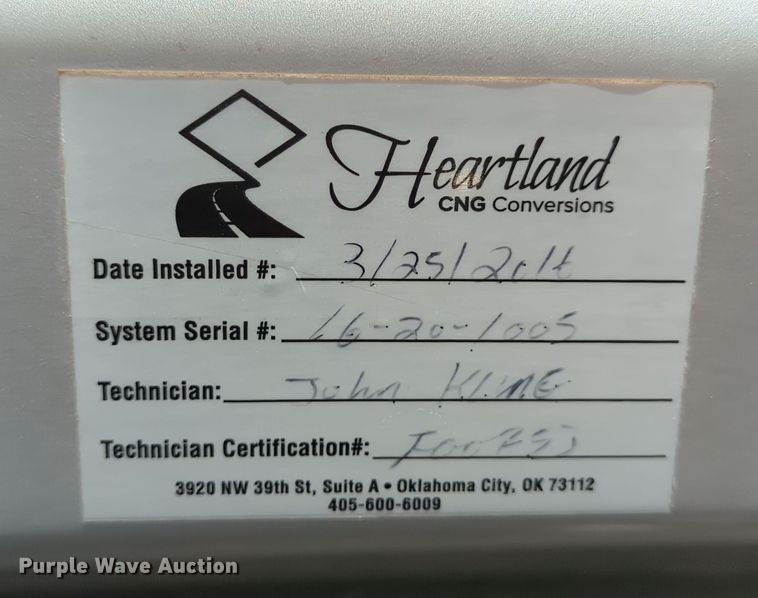 Heartland
CNG Conversions
Date Installed #: 3/25/2016
System Serial #: 16-20-1005
Technician: John
Technician Certification#:
3920 NW 39th St, Suite A • Oklahoma City, OK 73112
405-600-6009
Purple Wave Auction